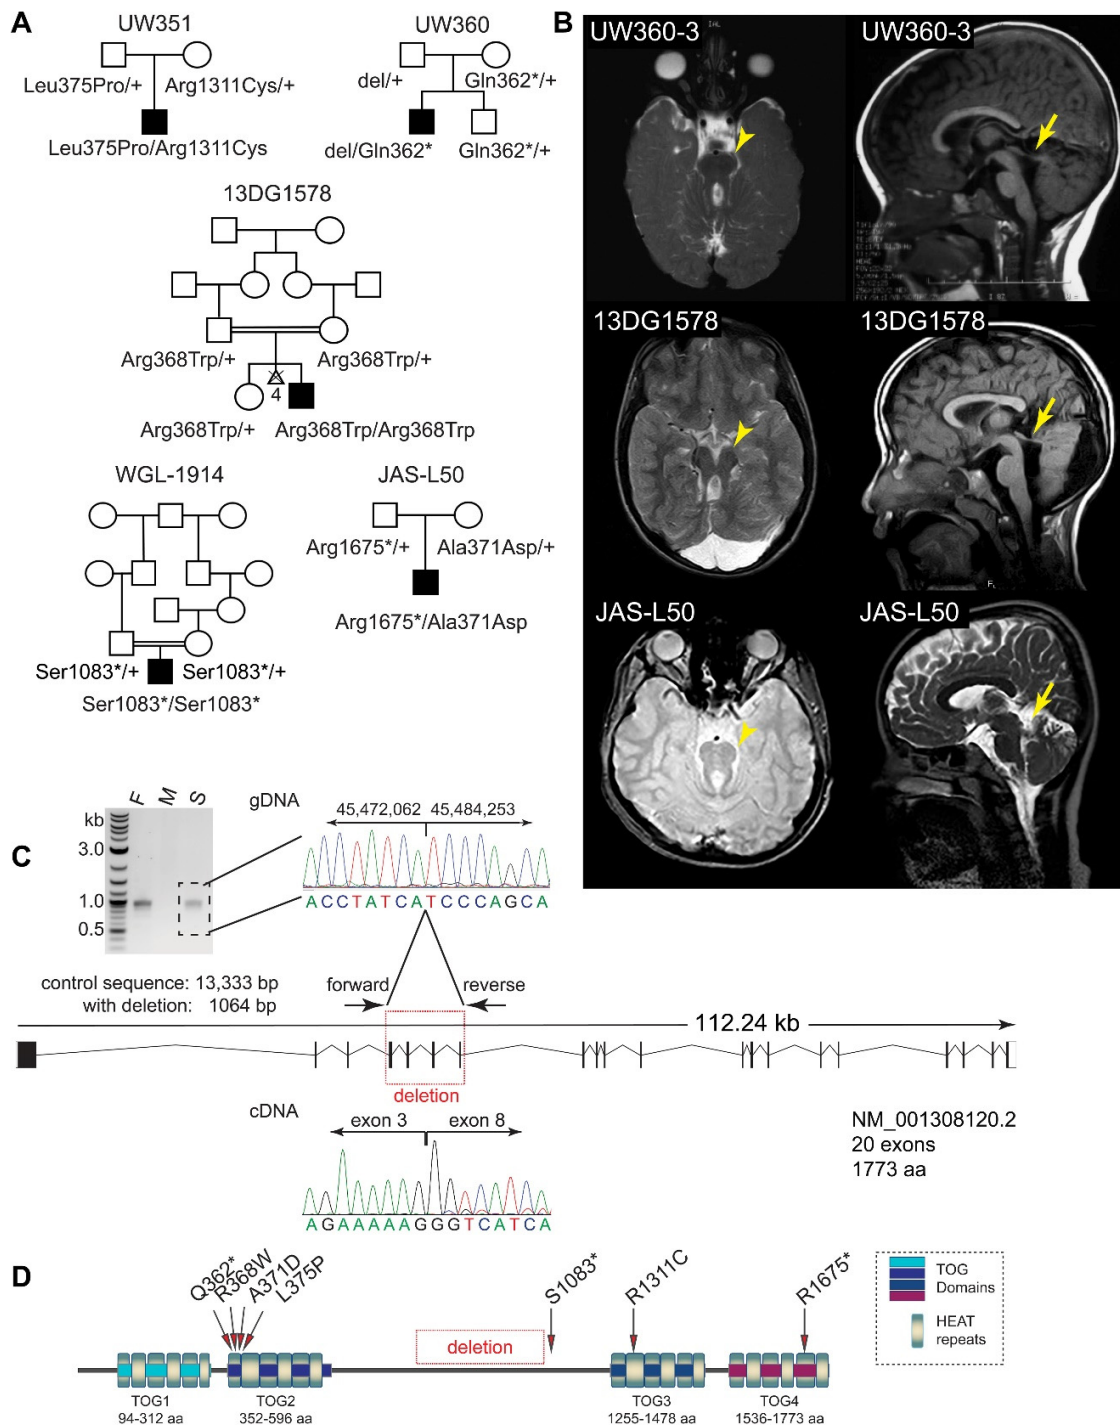 A
UW351
Leu375Pro/+
Arg1311Cys/+
Leu375Pro/Arg1311Cys
UW360
del/+
Gln362*/+
del/Gln362*
Gln362*/+
13DG1578
Arg368Trp/+
Arg368Trp/+
4
Arg368Trp/+
Arg368Trp/Arg368Trp
WGL-1914
Ser1083*/+
Ser1083*/+
Ser1083*/Ser1083*
JAS-L50
Arg1675*/+
Ala371Asp/+
Arg1675*/Ala371Asp
B
UW360-3
UW360-3
13DG1578
13DG1578
JAS-L50
JAS-L50
C
F M S
kb
3.0
1.0
0.5
gDNA
45,472,062 45,484,253
ACCTATCATCCCAGCA
control sequence: 13,333 bp
with deletion: 1064 bp
forward
reverse
112.24 kb
deletion
cDNA
exon 3 exon 8
AGAAAAAGGGTCATCA
NM_001308120.2
20 exons
1773 aa
D
Q362*
R368W
A371D
L375P
S1083*
R1311C
R1675*
deletion
TOG1
94-312 aa
TOG2
352-596 aa
TOG3
1255-1478 aa
TOG4
1536-1773 aa
TOG
Domains
HEAT
repeats